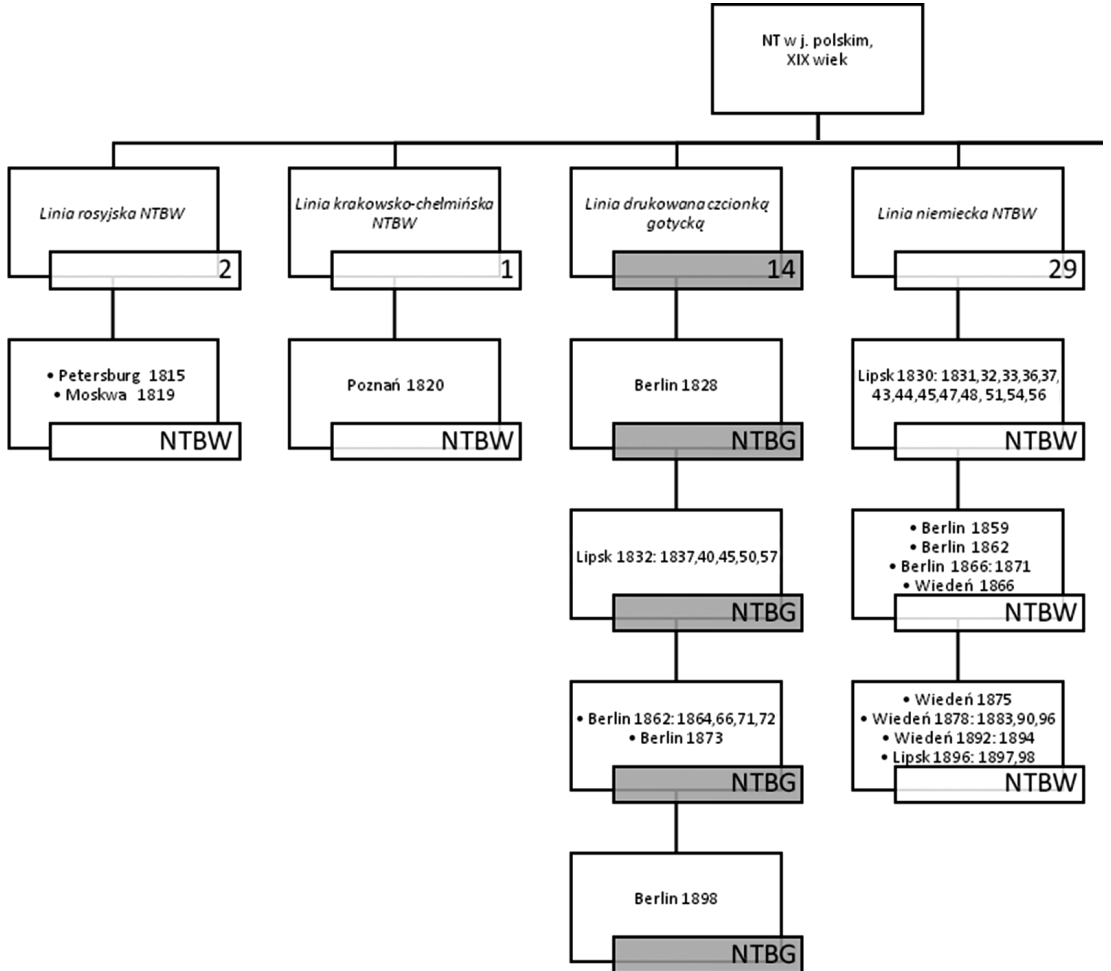 NT w j. polskim,
XIX wiek
Linia rosyjska NTBW
2
• Petersburg 1815
• Moskwa 1819
NTBW
Linia krakowsko-chełmińska
NTBW
1
Poznań 1820
NTBW
Linia drukowana czcionką
gotycką
14
Berlin 1828
NTBG
Lipsk 1832: 1837,40,45,50,57
NTBG
• Berlin 1862: 1864,66,71,72
• Berlin 1873
NTBG
Berlin 1898
NTBG
Linia niemiecka NTBW
29
Lipsk 1830: 1831,32,33,36,37,
43,44,45,47,48, 51,54,56
NTBW
• Berlin 1859
• Berlin 1862
• Berlin 1866: 1871
• Wiedeń 1866
NTBW
• Wiedeń 1875
• Wiedeń 1878: 1883,90,96
• Wiedeń 1892: 1894
• Lipsk 1896: 1897,98
NTBW